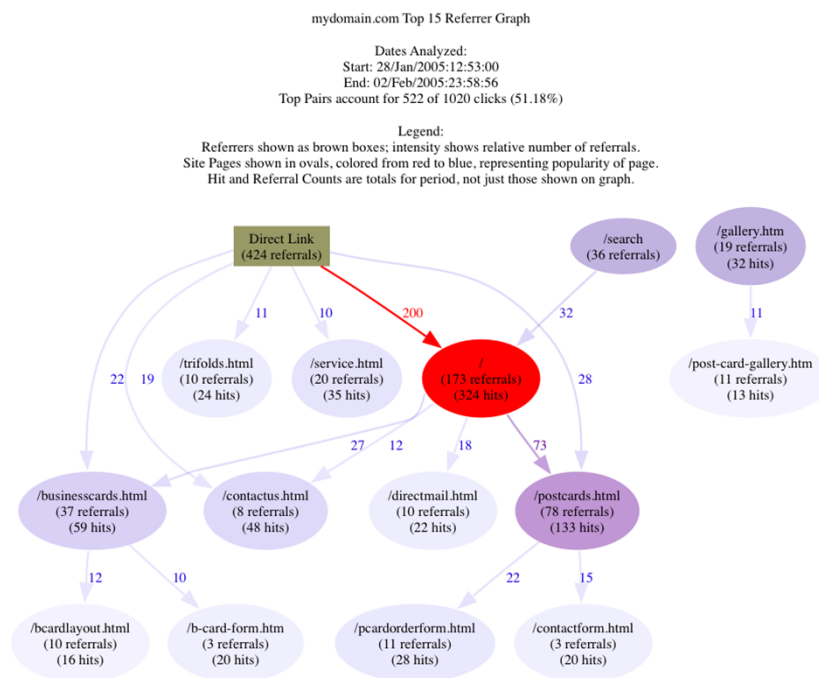 mydomain.com Top 15 Referrer Graph
Dates Analyzed:
Start: 28/Jan/2005:12:53:00
End: 02/Feb/2005:23:58:56
Top Pairs account for 522 of 1020 clicks (51.18%)
Legend:
Referrers shown as brown boxes; intensity shows relative number of referrals.
Site Pages shown in ovals, colored from red to blue, representing popularity of page.
Hit and Referral Counts are totals for period, not just those shown on graph.
Direct Link
(424 referrals)
/search
(36 referrals)
/gallery.htm
(19 referrals)
(32 hits)
11
10
200
32
11
22
19
28
/trifolds.html
(10 referrals)
(24 hits)
/service.html
(20 referrals)
(35 hits)
/
(173 referrals)
(324 hits)
/post-card-gallery.htm
(11 referrals)
(13 hits)
27
12
18
73
/businesscards.html
(37 referrals)
(59 hits)
/contactus.html
(8 referrals)
(48 hits)
/directmail.html
(10 referrals)
(22 hits)
/postcards.html
(78 referrals)
(133 hits)
12
10
22
15
/bcardlayout.html
(10 referrals)
(16 hits)
/b-card-form.htm
(3 referrals)
(20 hits)
/pcardorderform.html
(11 referrals)
(28 hits)
/contactform.html
(3 referrals)
(20 hits)